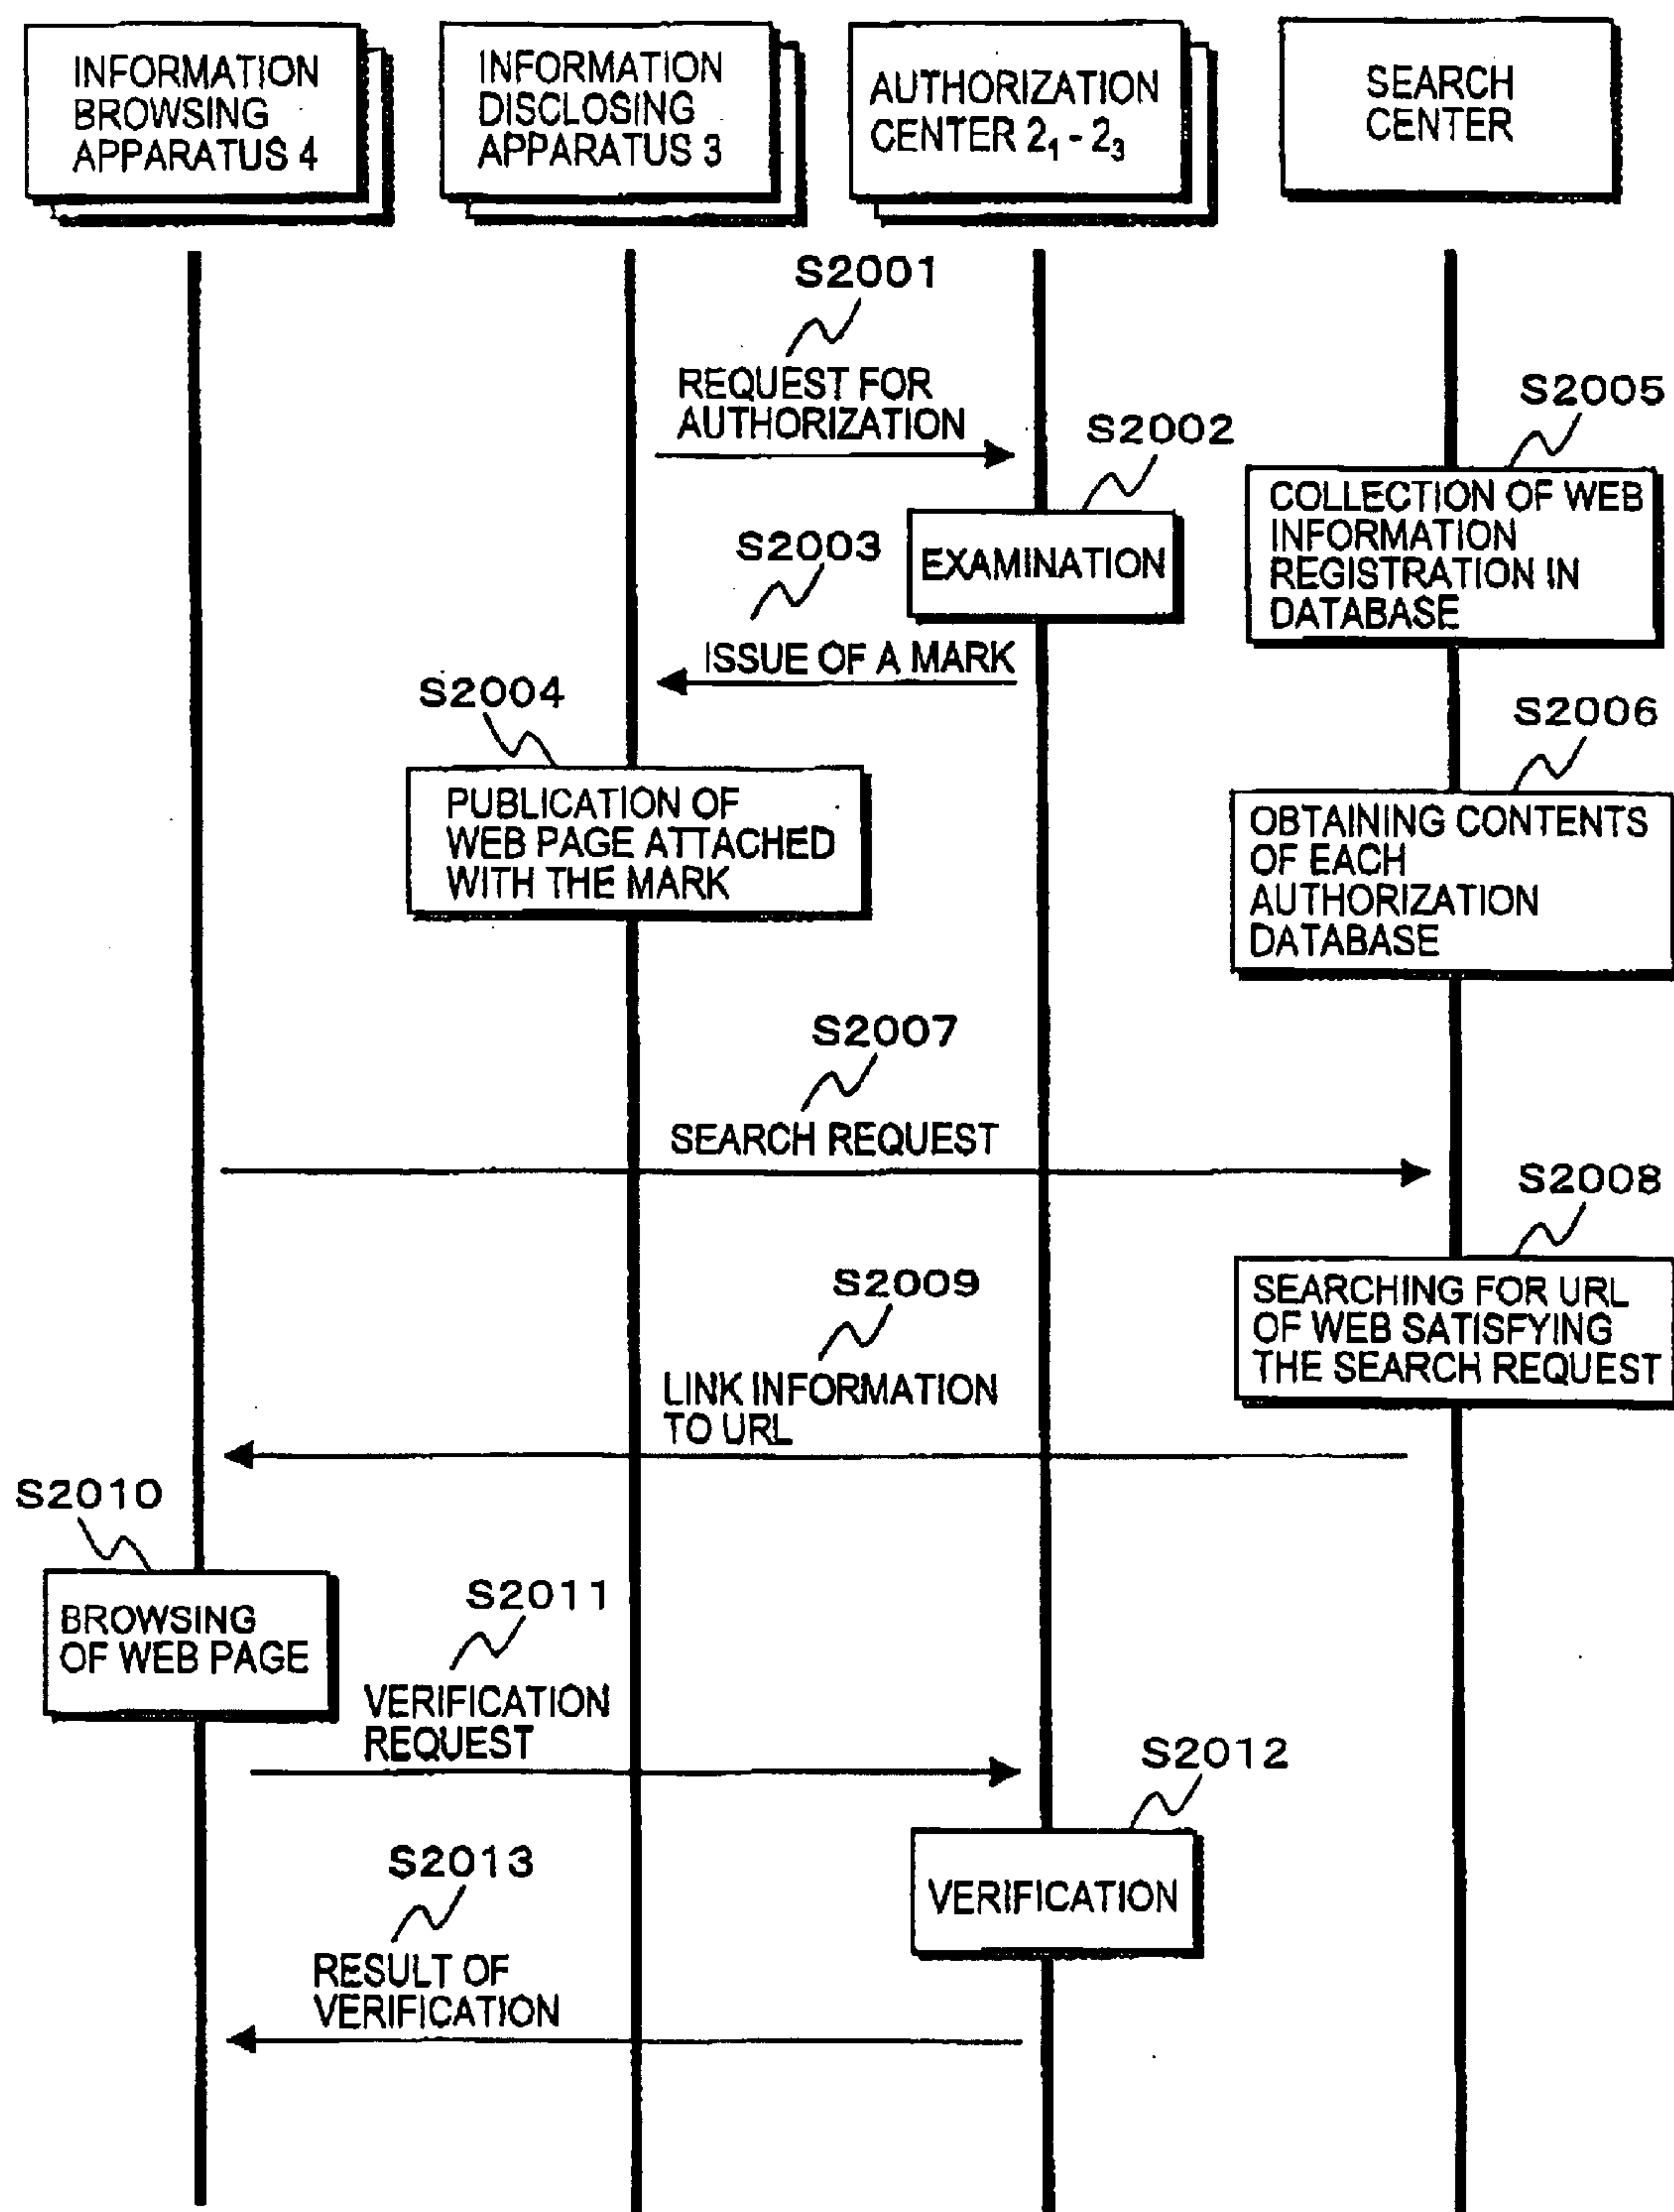 INFORMATION
BROWSING
APPARATUS 4
INFORMATION
DISCLOSING
APPARATUS 3
AUTHORIZATION
CENTER 2₁ - 2₃
SEARCH
CENTER
S2001
REQUEST FOR
AUTHORIZATION
S2002
EXAMINATION
S2003
ISSUE OF A MARK
S2004
PUBLICATION OF
WEB PAGE ATTACHED
WITH THE MARK
S2005
COLLECTION OF WEB
INFORMATION
REGISTRATION IN
DATABASE
S2006
OBTAINING CONTENTS
OF EACH
AUTHORIZATION
DATABASE
S2007
SEARCH REQUEST
S2008
SEARCHING FOR URL
OF WEB SATISFYING
THE SEARCH REQUEST
S2009
LINK INFORMATION
TO URL
S2010
BROWSING
OF WEB PAGE
S2011
VERIFICATION
REQUEST
S2012
VERIFICATION
S2013
RESULT OF
VERIFICATION